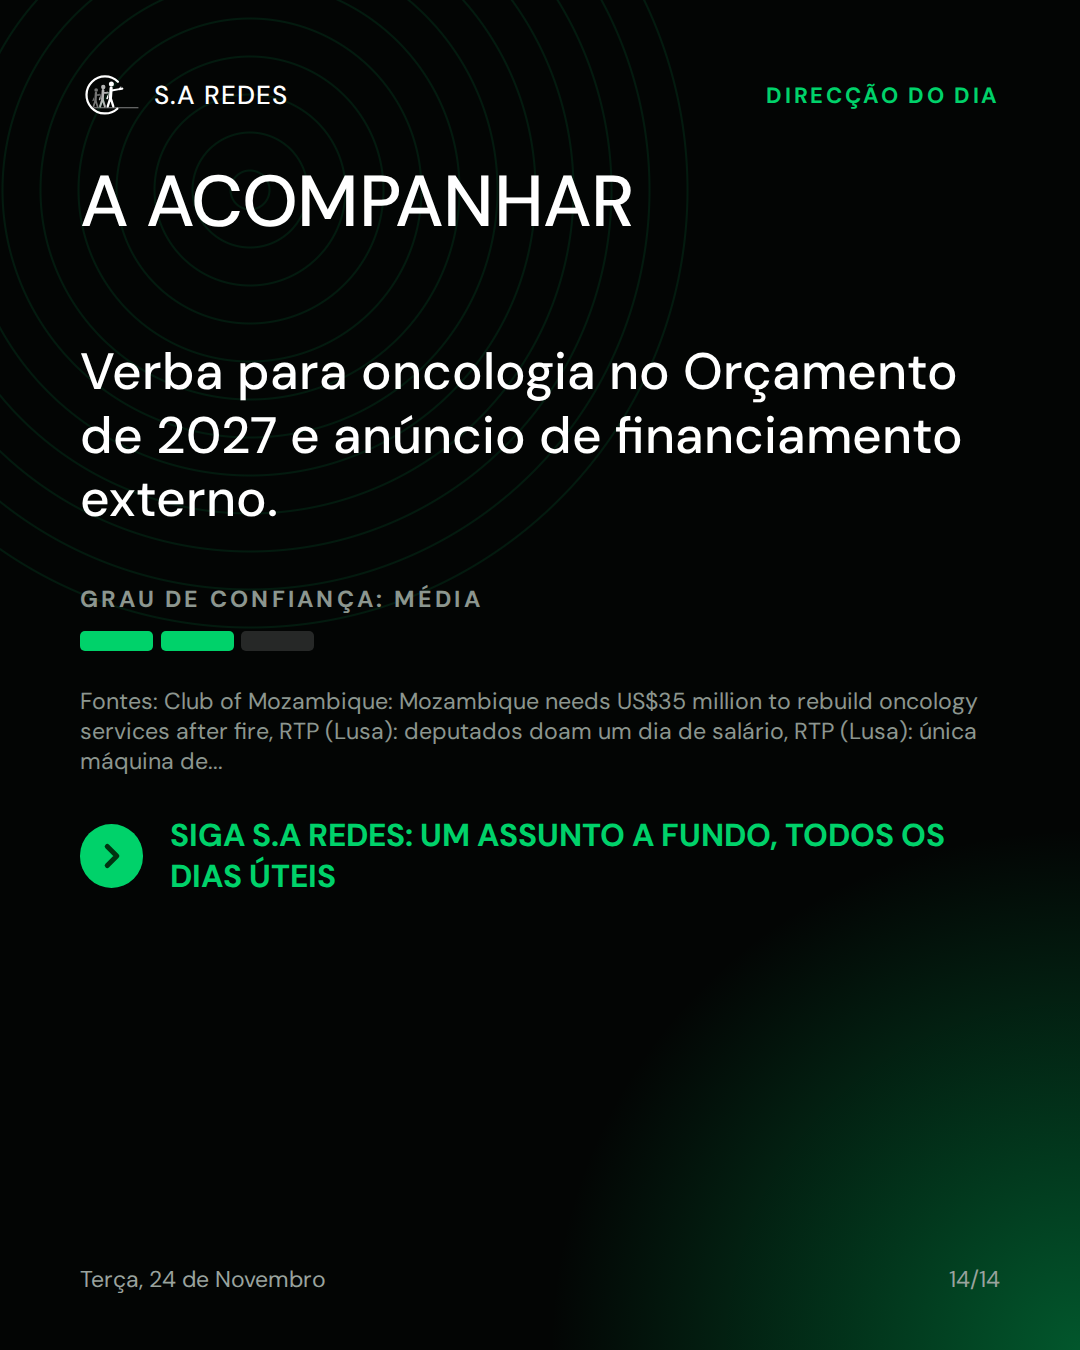 S.A REDES
DIRECÇÃO DO DIA
A ACOMPANHAR
Verba para oncologia no Orçamento
de 2027 e anúncio de financiamento
externo.
GRAU DE CONFIANÇA: MÉDIA
Fontes: Club of Mozambique: Mozambique needs US$35 million to rebuild oncology
services after fire, RTP (Lusa): deputados doam um dia de salário, RTP (Lusa): única
máquina de...
SIGA S.A REDES: UM ASSUNTO A FUNDO, TODOS OS
DIAS ÚTEIS
Terça, 24 de Novembro
14/14